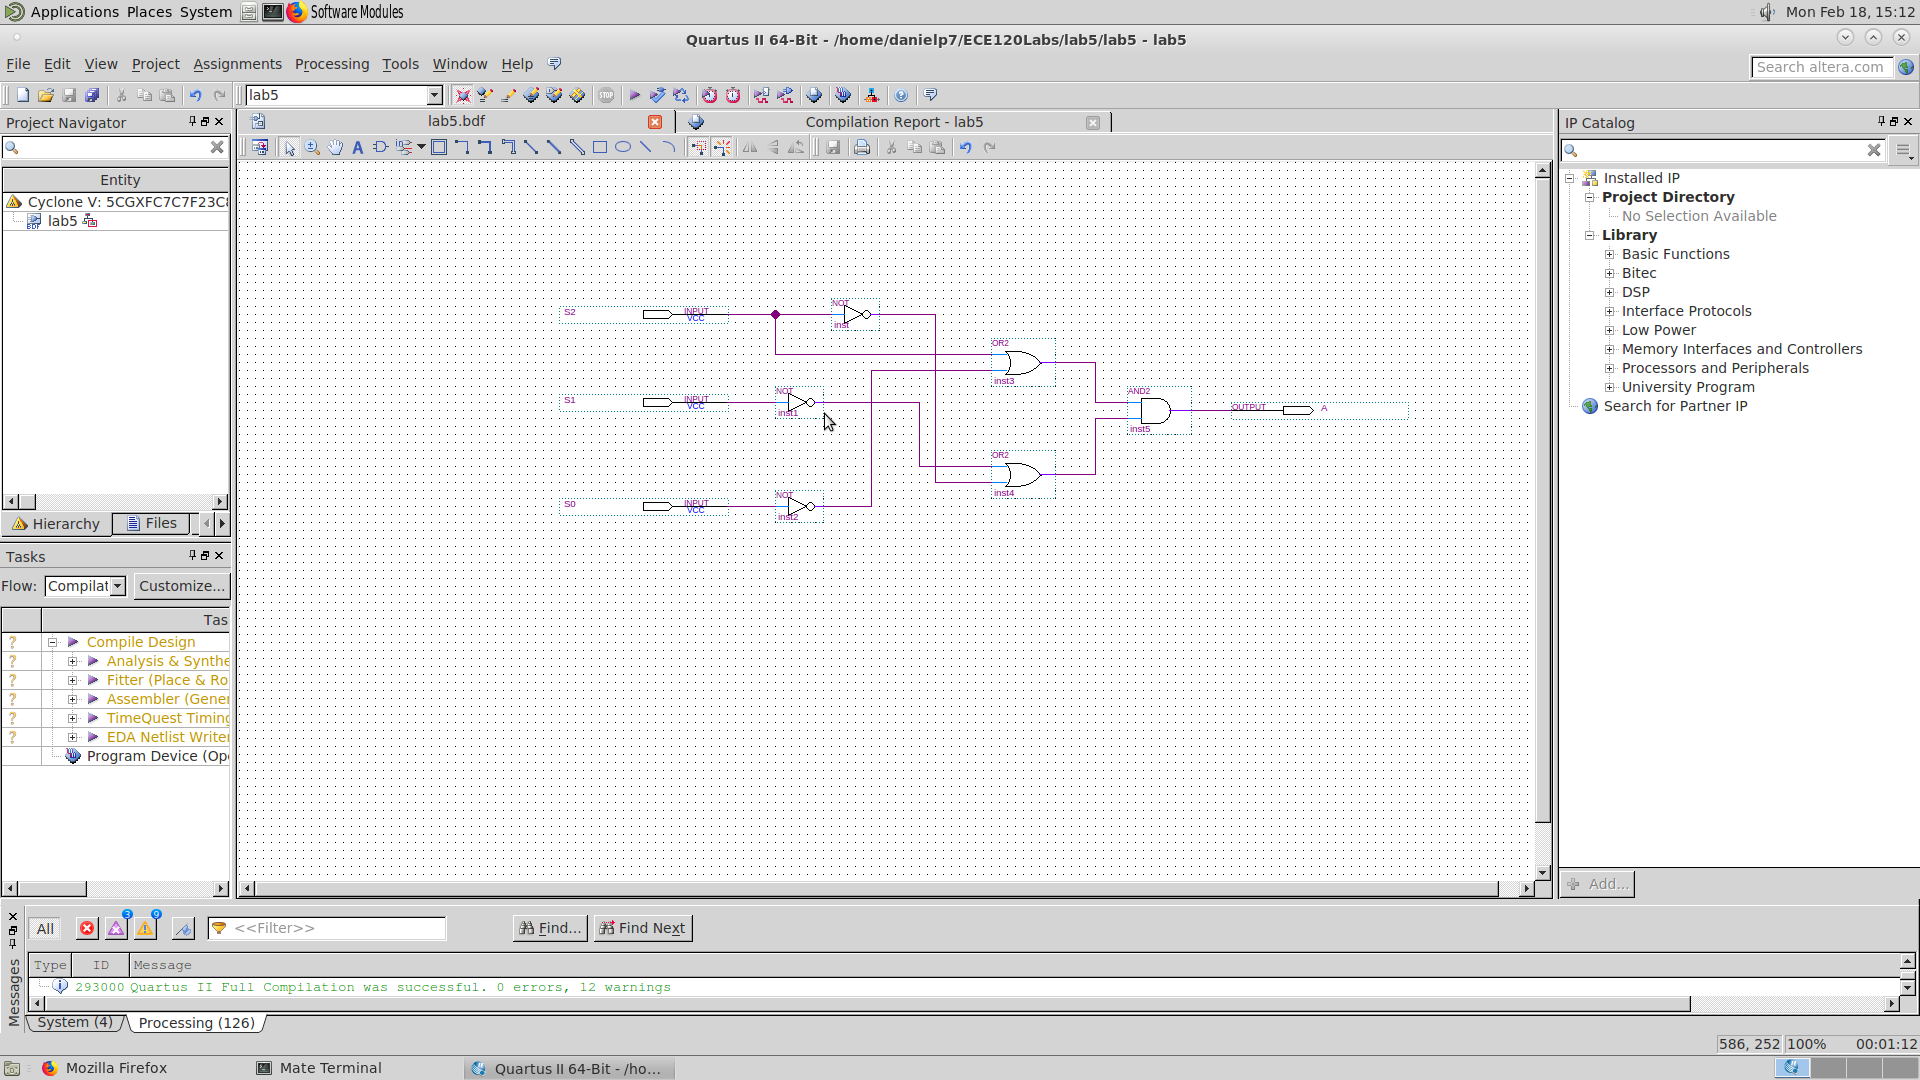 Applications Places System Software Modules Mon Feb 18, 15:12
Quartus II 64-Bit - /home/danielp7/ECE120Labs/lab5/lab5 - lab5
File Edit View Project Assignments Processing Tools Window Help Search altera.com
lab5
Project Navigator
Entity
Cyclone V: 5CGXFC7C7F23C8
lab5
Hierarchy Files
Tasks
Flow: Compilat Customize...
Tas
Compile Design
Analysis & Synthe
Fitter (Place & Ro
Assembler (Gener
TimeQuest Timing
EDA Netlist Writer
Program Device (Ope
lab5.bdf Compilation Report - lab5
S2 INPUT VCC NOT inst
OR2 inst3
S1 INPUT VCC NOT inst1
AND2 inst5 OUTPUT A
OR2 inst4
S0 INPUT VCC NOT inst2
IP Catalog
Installed IP
Project Directory
No Selection Available
Library
Basic Functions
Bitec
DSP
Interface Protocols
Low Power
Memory Interfaces and Controllers
Processors and Peripherals
University Program
Search for Partner IP
Add...
Messages
All 3 9 <<Filter>> Find... Find Next
Type ID Message
293000 Quartus II Full Compilation was successful. 0 errors, 12 warnings
System (4) Processing (126)
586, 252 100% 00:01:12
Mozilla Firefox Mate Terminal Quartus II 64-Bit - /ho...